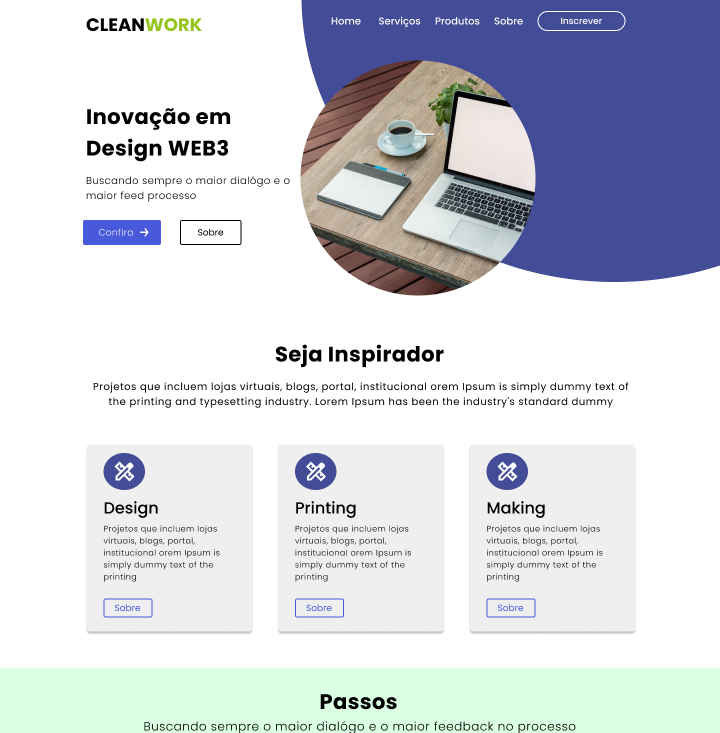 CLEANWORK
Home Serviços Produtos Sobre Inscrever
Inovação em
Design WEB3
Buscando sempre o maior dialógo e o
maior feed processo
Confira
Sobre
Seja Inspirador
Projetos que incluem lojas virtuais, blogs, portal, institucional orem Ipsum is simply dummy text of
the printing and typesetting industry. Lorem Ipsum has been the industry's standard dummy
Design
Projetos que incluem lojas
virtuais, blogs, portal,
institucional orem Ipsum is
simply dummy text of the
printing
Sobre
Printing
Projetos que incluem lojas
virtuais, blogs, portal,
institucional orem Ipsum is
simply dummy text of the
printing
Sobre
Making
Projetos que incluem lojas
virtuais, blogs, portal,
institucional orem Ipsum is
simply dummy text of the
printing
Sobre
Passos
Buscando sempre o maior dialógo e o maior feedback no processo